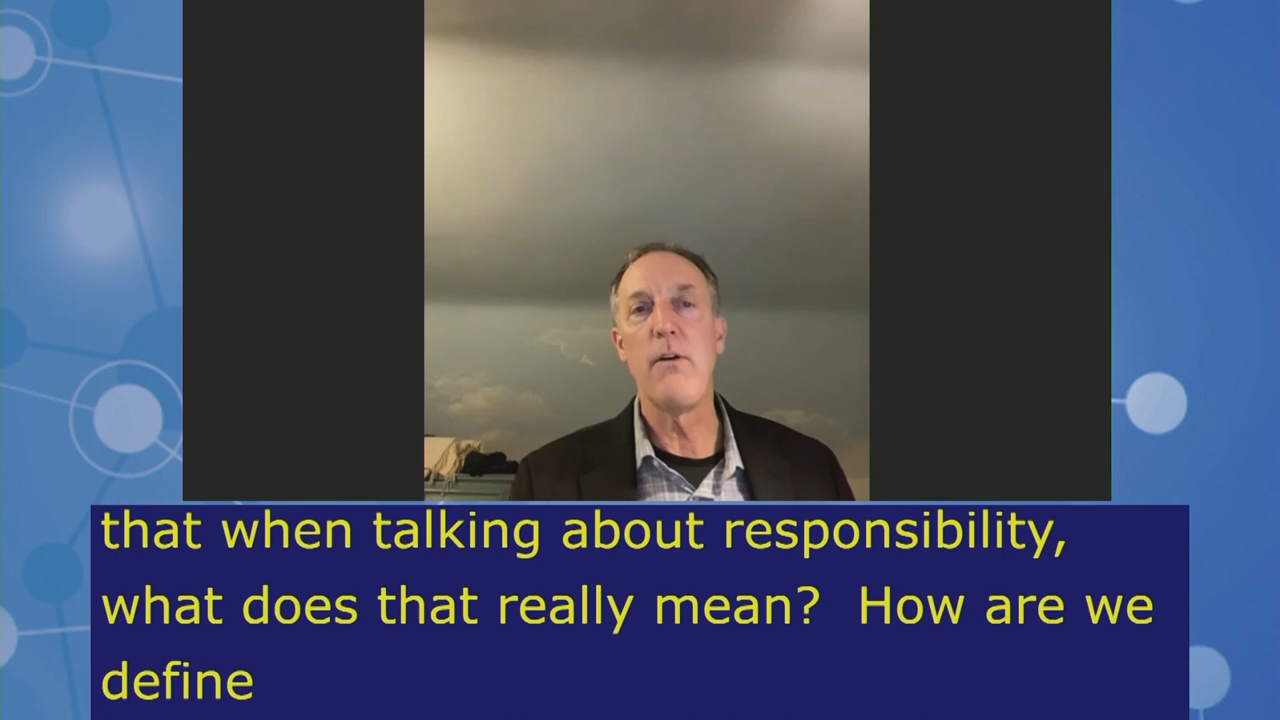 that when talking about responsibility,
what does that really mean?  How are we
define